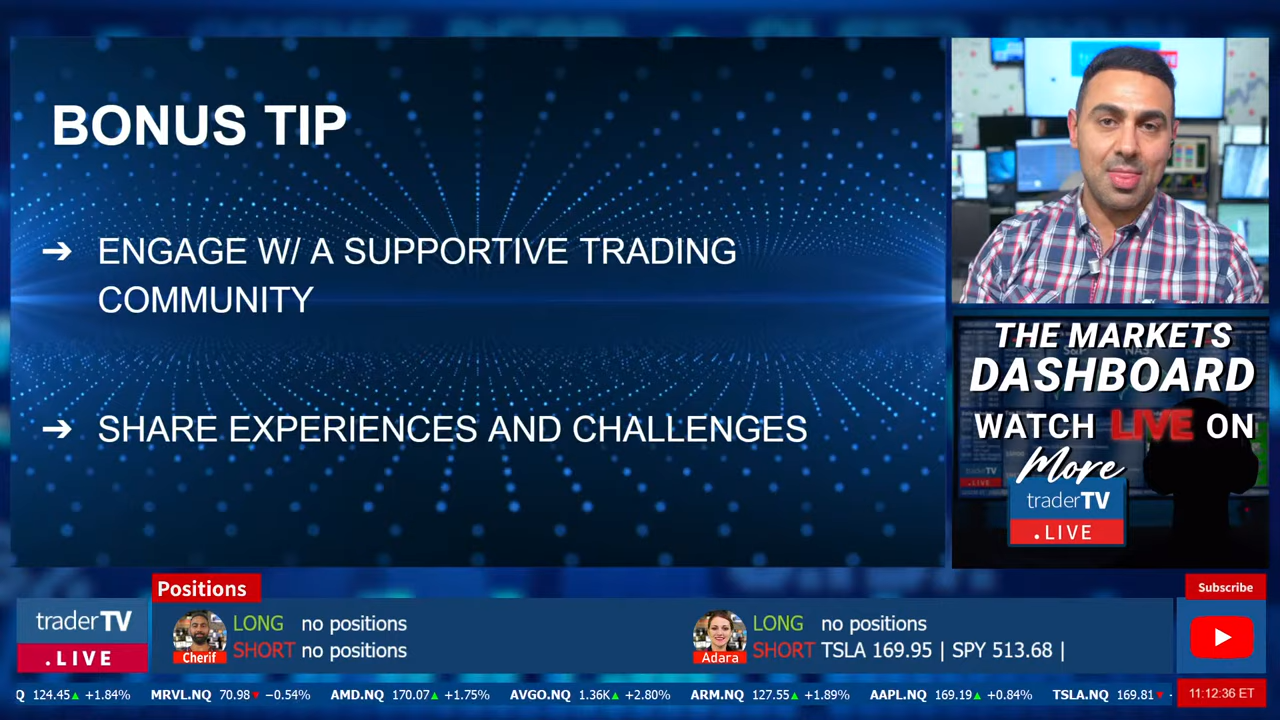 BONUS TIP
➔ ENGAGE W/ A SUPPORTIVE TRADING
COMMUNITY
➔ SHARE EXPERIENCES AND CHALLENGES
THE MARKETS
DASHBOARD
WATCH LIVE ON
More
traderTV
.LIVE
Subscribe
Positions
traderTV
.LIVE
Cherif
LONG no positions
SHORT no positions
Adara
LONG no positions
SHORT TSLA 169.95 | SPY 513.68 |
Q 124.45▲ +1.84% MRVL.NQ 70.98▼ −0.54% AMD.NQ 170.07▲ +1.75% AVGO.NQ 1.36K▲ +2.80% ARM.NQ 127.55▲ +1.89% AAPL.NQ 169.19▲ +0.84% TSLA.NQ 169.81▼ -
11:12:36 ET